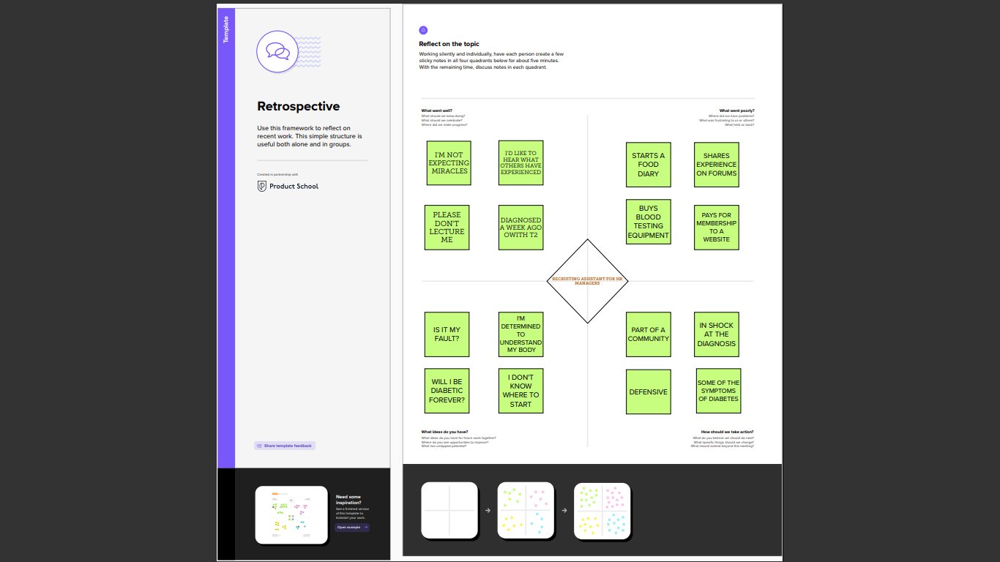 Template
Retrospective
Use this framework to reflect on
recent work. This simple structure is
useful both alone and in groups.
Created in partnership with
Product School
Share template feedback
Need some
inspiration?
See a finished version
of this template to
kickstart your work.
Open example
Reflect on the topic
Working silently and individually, have each person create a few
sticky notes in all four quadrants below for about five minutes.
With the remaining time, discuss notes in each quadrant.
What went well?
What should we keep doing?
What should we celebrate?
Where did we make progress?
What went poorly?
Where did we have problems?
What was frustrating to us or others?
What held us back?
I'M NOT
EXPECTING
MIRACLES
I'D LIKE TO
HEAR WHAT
OTHERS HAVE
EXPERIENCED
STARTS A
FOOD
DIARY
SHARES
EXPERIENCE
ON FORUMS
PLEASE
DON'T
LECTURE
ME
DIAGNOSED
A WEEK AGO
OWITH T2
BUYS
BLOOD
TESTING
EQUIPMENT
PAYS FOR
MEMBERSHIP
TO A
WEBSITE
RECRUITING ASSISTANT FOR HR
MANAGERS
IS IT MY
FAULT?
I'M
DETERMINED
TO
UNDERSTAND
MY BODY
PART OF A
COMMUNITY
IN SHOCK
AT THE
DIAGNOSIS
WILL I BE
DIABETIC
FOREVER?
I DON'T
KNOW
WHERE TO
START
DEFENSIVE
SOME OF THE
SYMPTOMS
OF DIABETES
What ideas do you have?
What ideas do you have for future work together?
Where do you see opportunities to improve?
What has untapped potential?
How should we take action?
What do you believe we should do next?
What specific things should we change?
What should extend beyond this meeting?